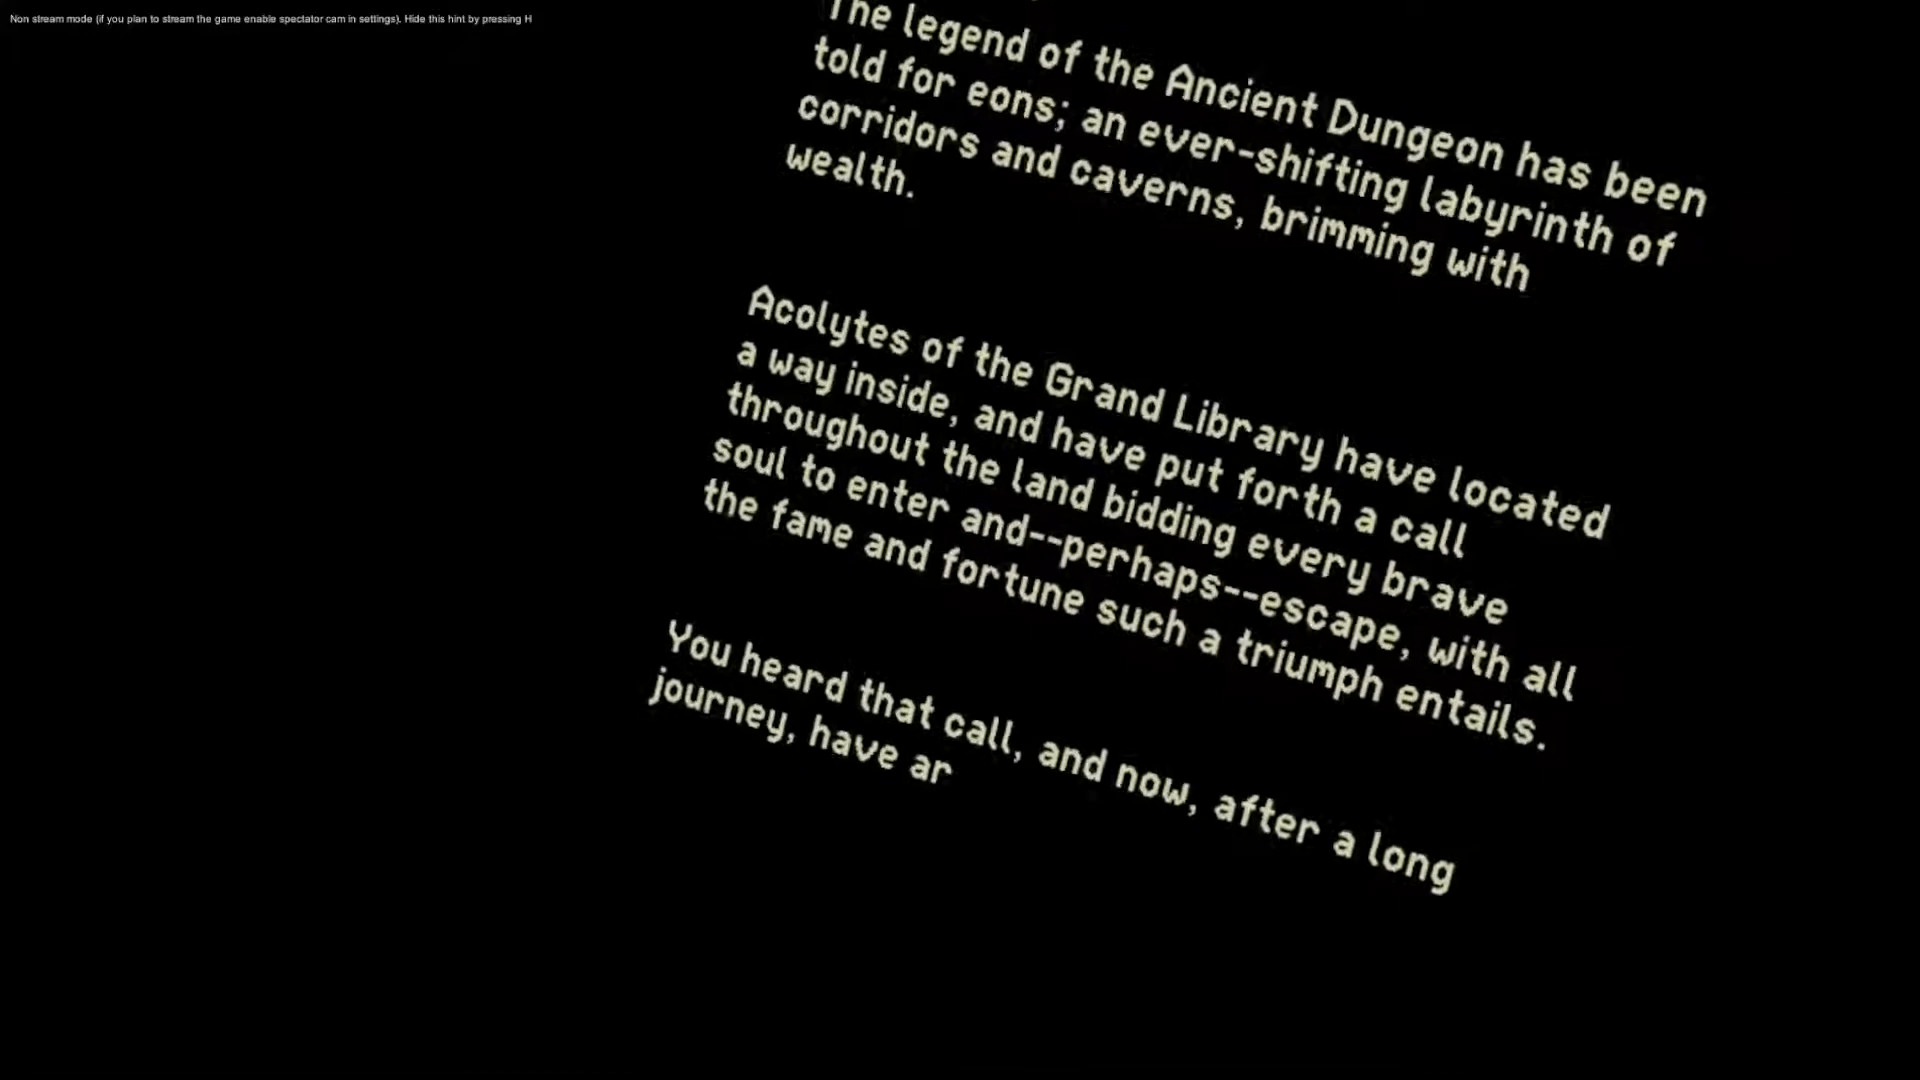 Non stream mode (if you plan to stream the game enable spectator cam in settings). Hide this hint by pressing H
The legend of the Ancient Dungeon has been
told for eons; an ever-shifting labyrinth of
corridors and caverns, brimming with
wealth.
Acolytes of the Grand Library have located
a way inside, and have put forth a call
throughout the land bidding every brave
soul to enter and--perhaps--escape, with all
the fame and fortune such a triumph entails.
You heard that call, and now, after a long
journey, have ar